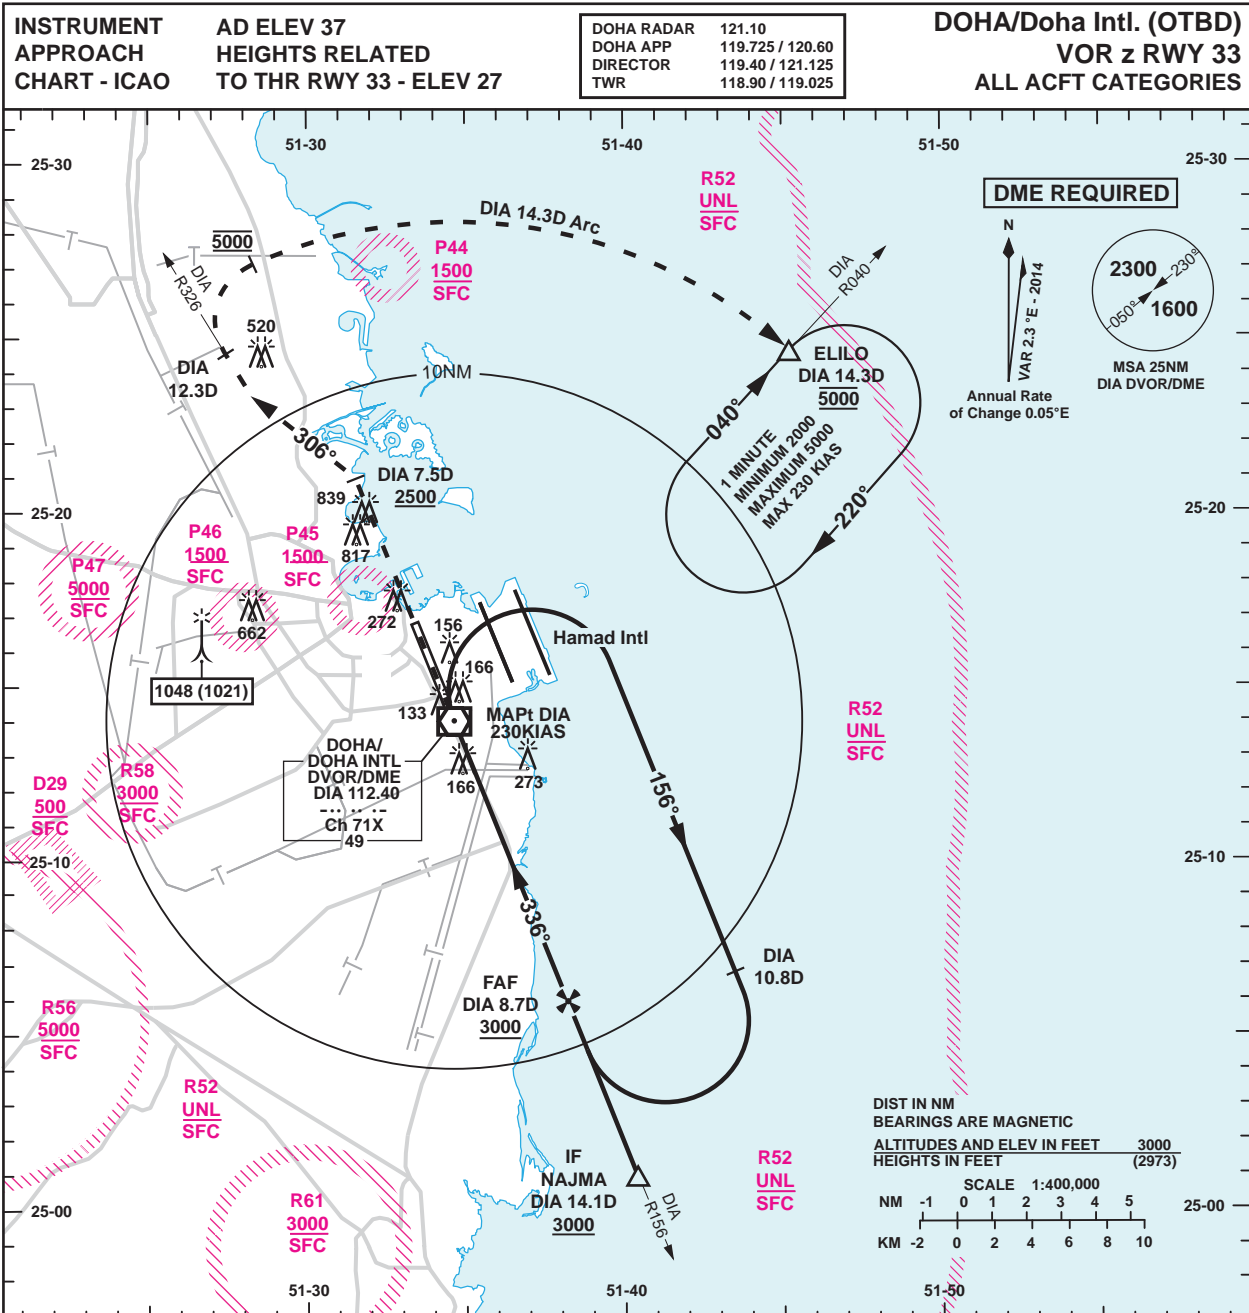 INSTRUMENT
APPROACH
CHART - ICAO
AD ELEV 37
HEIGHTS RELATED
TO THR RWY 33 - ELEV 27
DOHA RADAR 121.10
DOHA APP 119.725 / 120.60
DIRECTOR 119.40 / 121.125
TWR 118.90 / 119.025
DOHA/Doha Intl. (OTBD)
VOR z RWY 33
ALL ACFT CATEGORIES
51-30
51-40
51-50
25-30
25-30
R52
UNL
SFC
DME REQUIRED
DIA 14.3D Arc
5000
P44
1500
SFC
DIA
R326
DIA
R040
N
VAR 2.3 °E - 2014
Annual Rate
of Change 0.05°E
2300
230°
050°
1600
MSA 25NM
DIA DVOR/DME
520
DIA
12.3D
10NM
ELILO
DIA 14.3D
5000
040°
1 MINUTE
MINIMUM 2000
MAXIMUM 5000
MAX 230 KIAS
220°
306°
DIA 7.5D
2500
839
817
25-20
25-20
P46
1500
SFC
P45
1500
SFC
P47
5000
SFC
662
272
156
Hamad Intl
166
1048 (1021)
133
MAPt DIA
230KIAS
R52
UNL
SFC
DOHA/
DOHA INTL
DVOR/DME
DIA 112.40
-·· ·· ·-
Ch 71X
49
166
273
R58
3000
SFC
D29
500
SFC
156°
25-10
25-10
336°
DIA
10.8D
FAF
DIA 8.7D
3000
R56
5000
SFC
R52
UNL
SFC
DIST IN NM
BEARINGS ARE MAGNETIC
ALTITUDES AND ELEV IN FEET 3000
HEIGHTS IN FEET (2973)
SCALE 1:400,000
NM -1 0 1 2 3 4 5
KM -2 0 2 4 6 8 10
IF
NAJMA
DIA 14.1D
3000
DIA
R156
R52
UNL
SFC
R61
3000
SFC
25-00
25-00
51-30
51-40
51-50